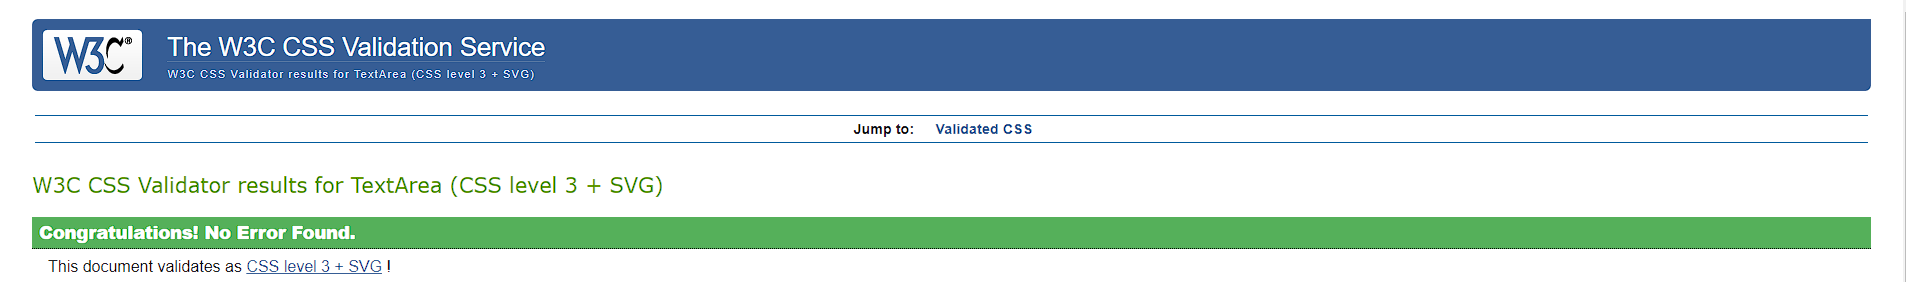 W3C®
The W3C CSS Validation Service
W3C CSS Validator results for TextArea (CSS level 3 + SVG)
Jump to: Validated CSS
W3C CSS Validator results for TextArea (CSS level 3 + SVG)
Congratulations! No Error Found.
This document validates as CSS level 3 + SVG !